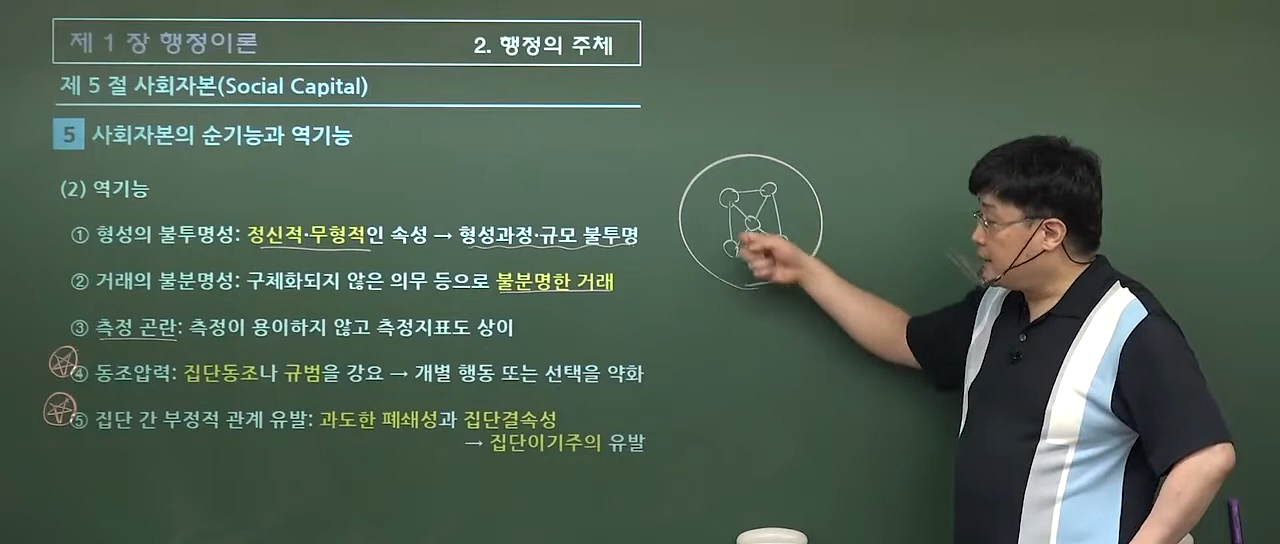 제 1 장 행정이론
2. 행정의 주체
제 5 절 사회자본(Social Capital)
5 사회자본의 순기능과 역기능
(2) 역기능
① 형성의 불투명성: 정신적·무형적인 속성 → 형성과정·규모 불투명
② 거래의 불분명성: 구체화되지 않은 의무 등으로 불분명한 거래
③ 측정 곤란: 측정이 용이하지 않고 측정지표도 상이
④ 동조압력: 집단동조나 규범을 강요 → 개별 행동 또는 선택을 약화
⑤ 집단 간 부정적 관계 유발: 과도한 폐쇄성과 집단결속성
→ 집단이기주의 유발